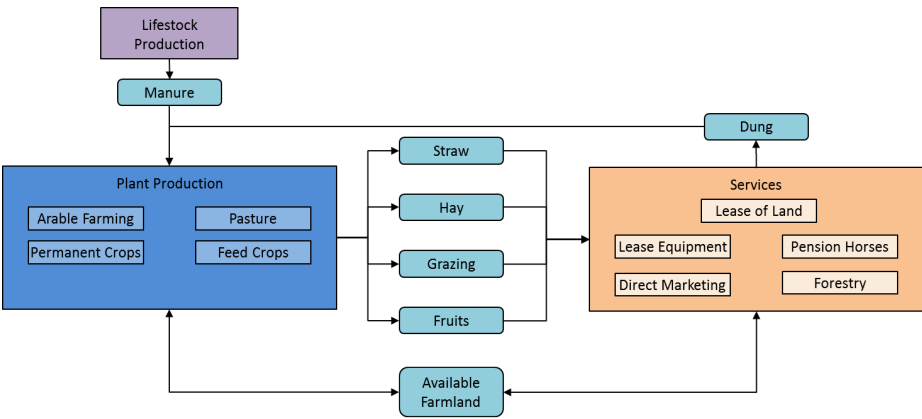 Lifestock
Production
Manure
Dung
Straw
Plant Production
Services
Arable Farming
Pasture
Hay
Lease of Land
Permanent Crops
Feed Crops
Lease Equipment
Pension Horses
Grazing
Direct Marketing
Forestry
Fruits
Available
Farmland